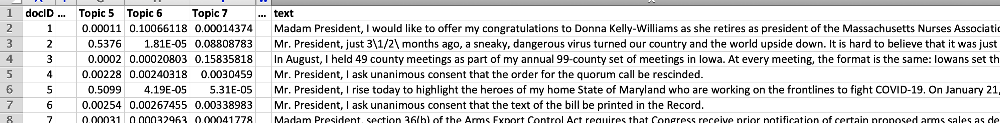 docID ... Topic 5 Topic 6 Topic 7 ... text
1 docID ... Topic 5 Topic 6 Topic 7 ... text
2 1 0.00011 0.10066118 0.00014374 Madam President, I would like to offer my congratulations to Donna Kelly-Williams as she retires as president of the Massachusetts Nurses
3 2 0.5376 1.81E-05 0.08808783 Mr. President, just 3\1/2\ months ago, a sneaky, dangerous virus turned our country and the world upside down. It is hard to believe that it was just
4 3 0.0002 0.00020803 0.15835818 In August, I held 49 county meetings as part of my annual 99-county set of meetings in Iowa. At every meeting, the format is the same: Iowans set
5 4 0.00228 0.00240318 0.0030459 Mr. President, I ask unanimous consent that the order for the quorum call be rescinded.
6 5 0.5099 4.19E-05 5.31E-05 Mr. President, I rise today to highlight the heroes of my home State of Maryland who are working on the frontlines to fight COVID-19. On January 21,
7 6 0.00254 0.00267455 0.00338983 Mr. President, I ask unanimous consent that the text of the bill be printed in the Record.
8 7 0.00031 0.00032963 0.00041778 Madam President, section 36(b) of the Arms Export Control Act requires that Congress receive prior notification of certain proposed arms sales as